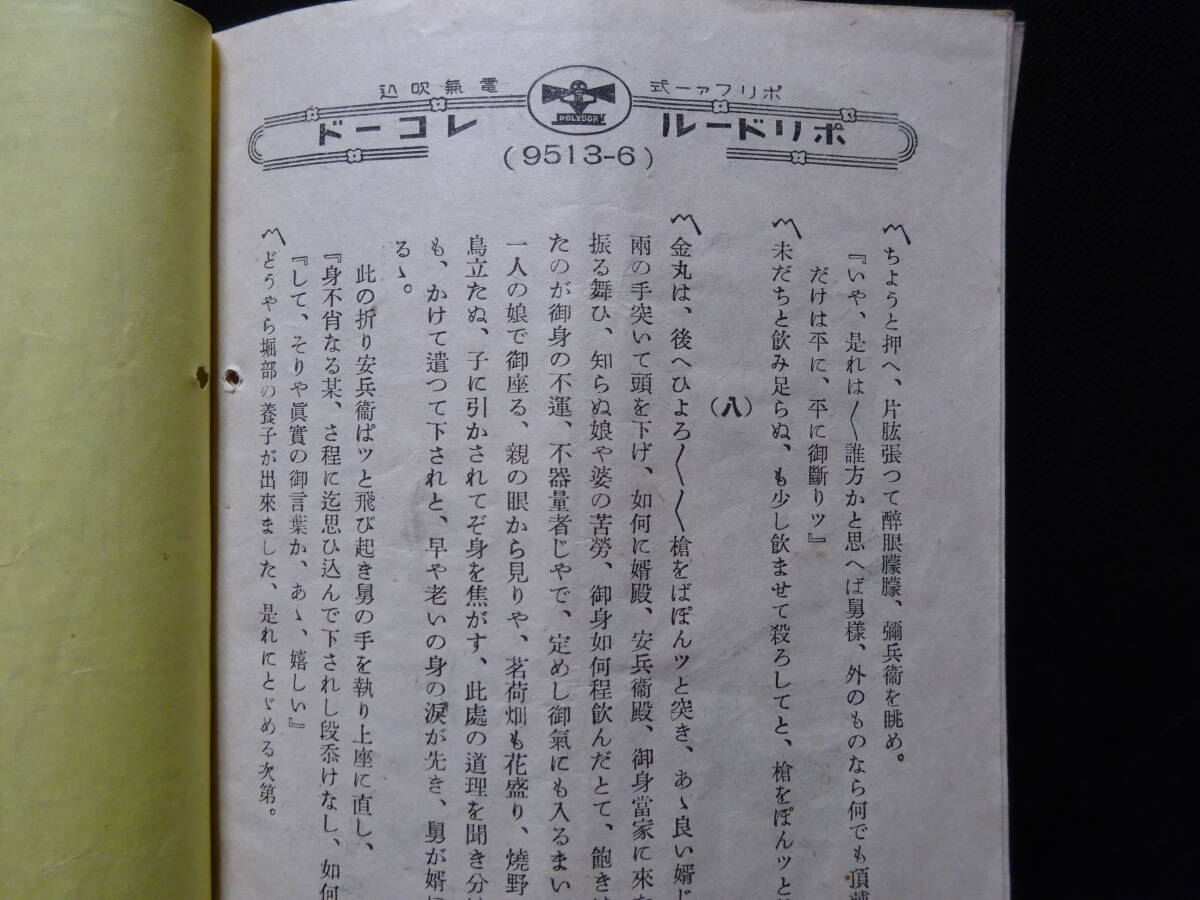 ポリファー式
電氣吹込
POLYDOR
ポリドール
レコード
(9513-6)
〽ちようと押へ、片肱張つて醉眼朦朦、彌兵衞を眺め。
『いや、是れは〱誰方かと思へば舅樣、外のものなら何でも頂戴
だけは平に、平に御斷りツ』
〽未だちと飲み足らぬ、も少し飲ませて殺ろしてと、槍をぽんツと
(八)
〽金丸は、後へひよろ〱〱槍をばぽんツと突き、あゝ良い婿じ
兩の手突いて頭を下げ、如何に婿殿、安兵衞殿、御身當家に來
振る舞ひ、知らぬ娘や婆の苦勞、御身如何程飲んだとて、飽きは
たのが御身の不運、不器量者じやで、定めし御氣にも入るまい
一人の娘で御座る、親の眼から見りや、茗荷畑も花盛り、燒野
鳥立たぬ、子に引かされてぞ身を焦がす、此處の道理を聞き分け
も、かけて遣つて下されと、早や老いの身の涙が先き、舅が婿に
るゝ。
此の折り安兵衞ぱツと飛び起き舅の手を執り上座に直し、
『身不肖なる某、さ程に迄思ひ込んで下されし段忝けなし、如何
『して、そりや眞實の御言葉か、あゝ、嬉しい』
〽どうやら堀部の養子が出來ました、是れにとゞめる次第。